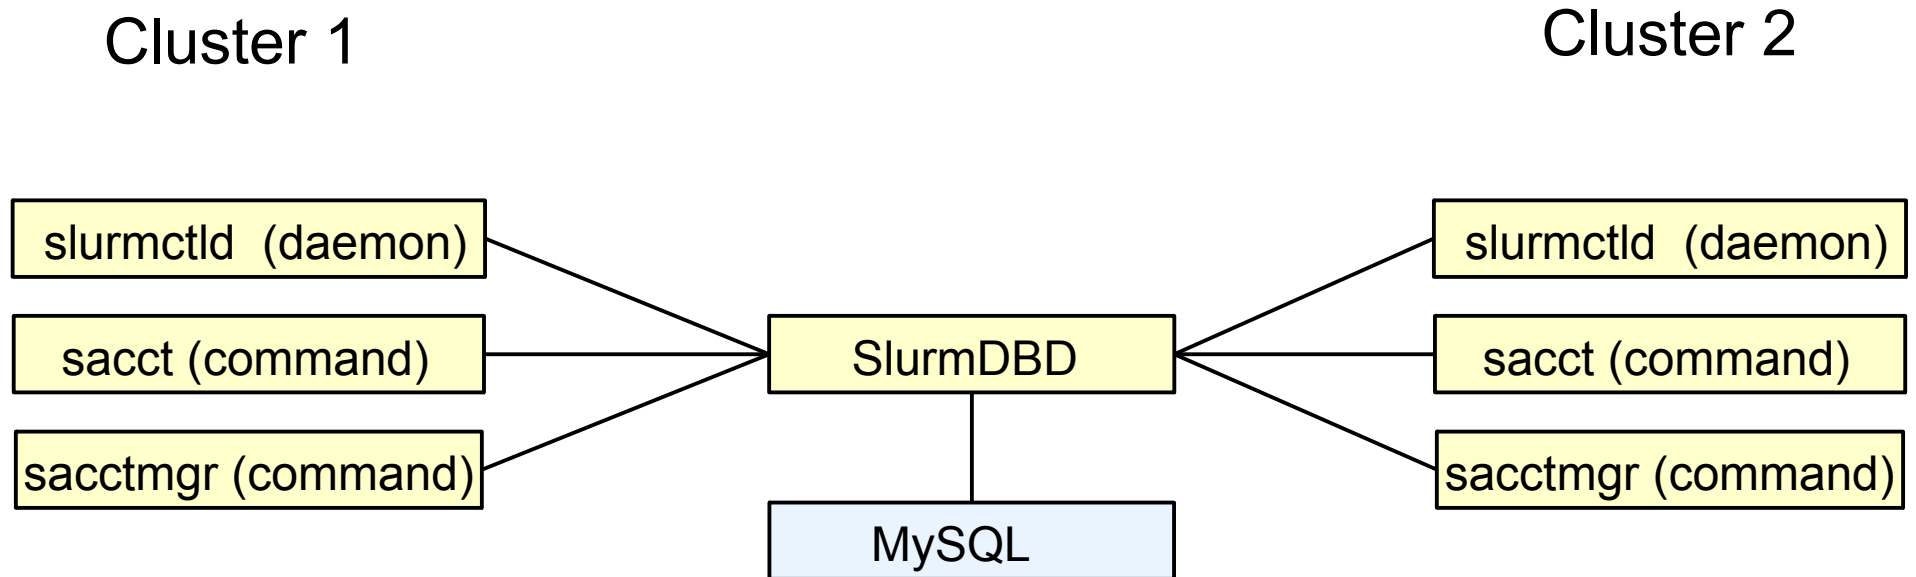 Cluster 1
Cluster 2
slurmctld  (daemon)
slurmctld  (daemon)
sacct (command)
SlurmDBD
sacct (command)
sacctmgr (command)
sacctmgr (command)
MySQL